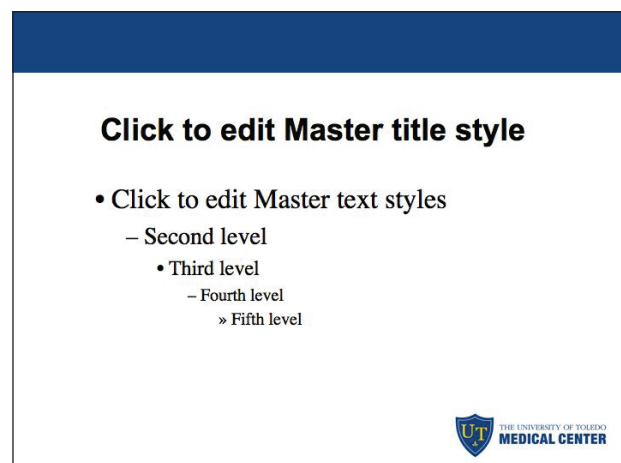 Click to edit Master title style
• Click to edit Master text styles
– Second level
• Third level
– Fourth level
» Fifth level
UT
THE UNIVERSITY OF TOLEDO
MEDICAL CENTER